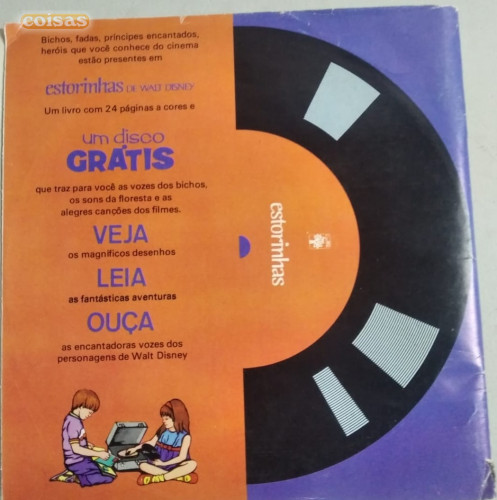 coisas
Bichos, fadas, príncipes encantados,
heróis que você conhece do cinema
estão presentes em
estorinhas DE WALT DISNEY
Um livro com 24 páginas a cores e
um disco
GRÁTIS
que traz para você as vozes dos bichos,
os sons da floresta e as
alegres canções dos filmes.
VEJA
os magníficos desenhos
LEIA
as fantásticas aventuras
OUÇA
as encantadoras vozes dos
personagens de Walt Disney
estorinhas